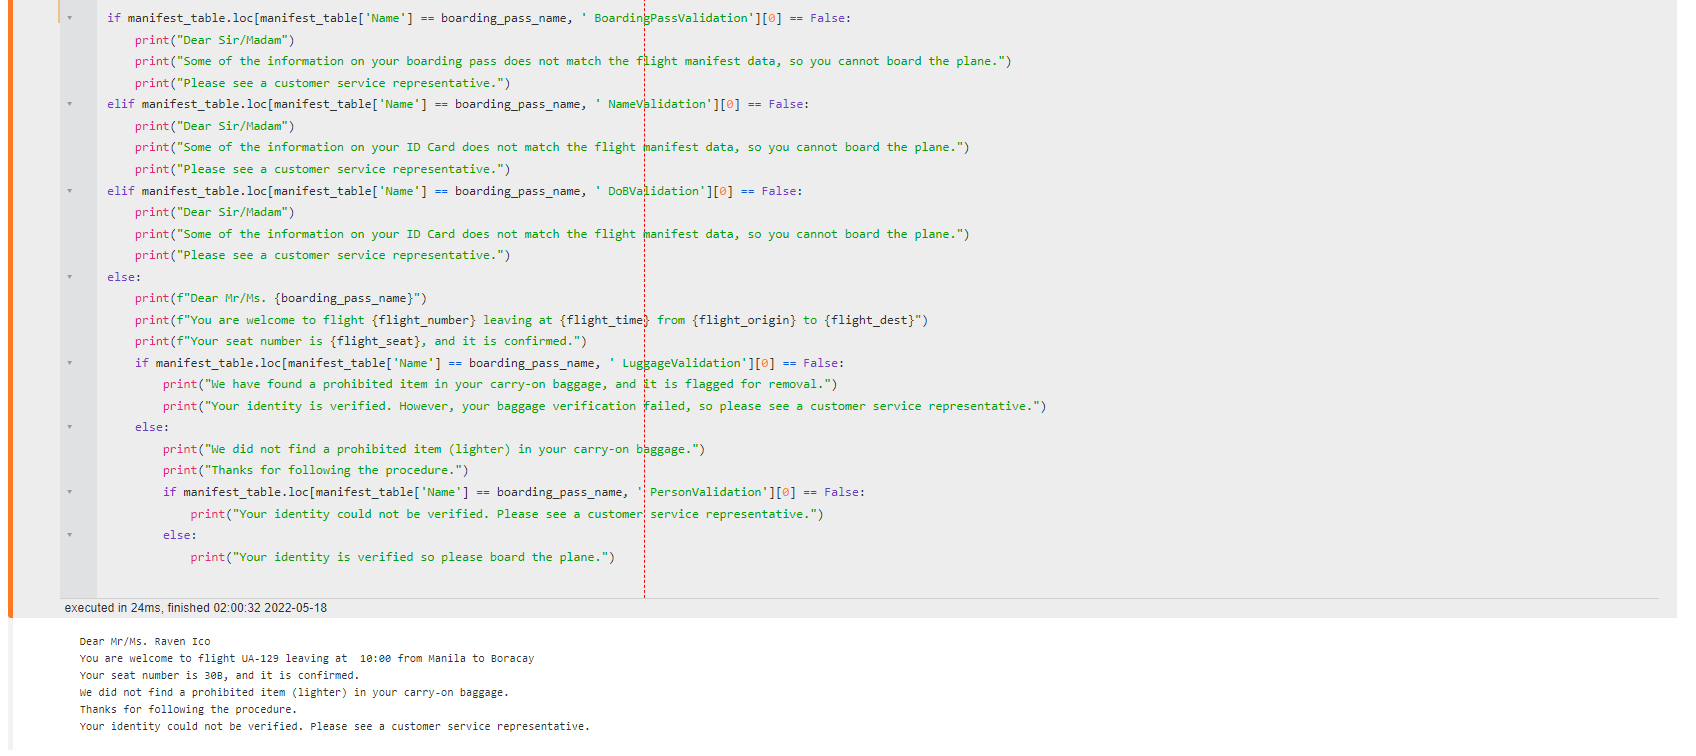 if manifest_table.loc[manifest_table['Name'] == boarding_pass_name, ' BoardingPassValidation'][0] == False:
    print("Dear Sir/Madam")
    print("Some of the information on your boarding pass does not match the flight manifest data, so you cannot board the plane.")
    print("Please see a customer service representative.")
elif manifest_table.loc[manifest_table['Name'] == boarding_pass_name, ' NameValidation'][0] == False:
    print("Dear Sir/Madam")
    print("Some of the information on your ID Card does not match the flight manifest data, so you cannot board the plane.")
    print("Please see a customer service representative.")
elif manifest_table.loc[manifest_table['Name'] == boarding_pass_name, ' DoBValidation'][0] == False:
    print("Dear Sir/Madam")
    print("Some of the information on your ID Card does not match the flight manifest data, so you cannot board the plane.")
    print("Please see a customer service representative.")
else:
    print(f"Dear Mr/Ms. {boarding_pass_name}")
    print(f"You are welcome to flight {flight_number} leaving at {flight_time} from {flight_origin} to {flight_dest}")
    print(f"Your seat number is {flight_seat}, and it is confirmed.")
    if manifest_table.loc[manifest_table['Name'] == boarding_pass_name, ' LuggageValidation'][0] == False:
        print("We have found a prohibited item in your carry-on baggage, and it is flagged for removal.")
        print("Your identity is verified. However, your baggage verification failed, so please see a customer service representative.")
    else:
        print("We did not find a prohibited item (lighter) in your carry-on baggage.")
        print("Thanks for following the procedure.")
        if manifest_table.loc[manifest_table['Name'] == boarding_pass_name, ' PersonValidation'][0] == False:
            print("Your identity could not be verified. Please see a customer service representative.")
        else:
            print("Your identity is verified so please board the plane.")
executed in 24ms, finished 02:00:32 2022-05-18
Dear Mr/Ms. Raven Ico
You are welcome to flight UA-129 leaving at  10:00 from Manila to Boracay
Your seat number is 30B, and it is confirmed.
We did not find a prohibited item (lighter) in your carry-on baggage.
Thanks for following the procedure.
Your identity could not be verified. Please see a customer service representative.